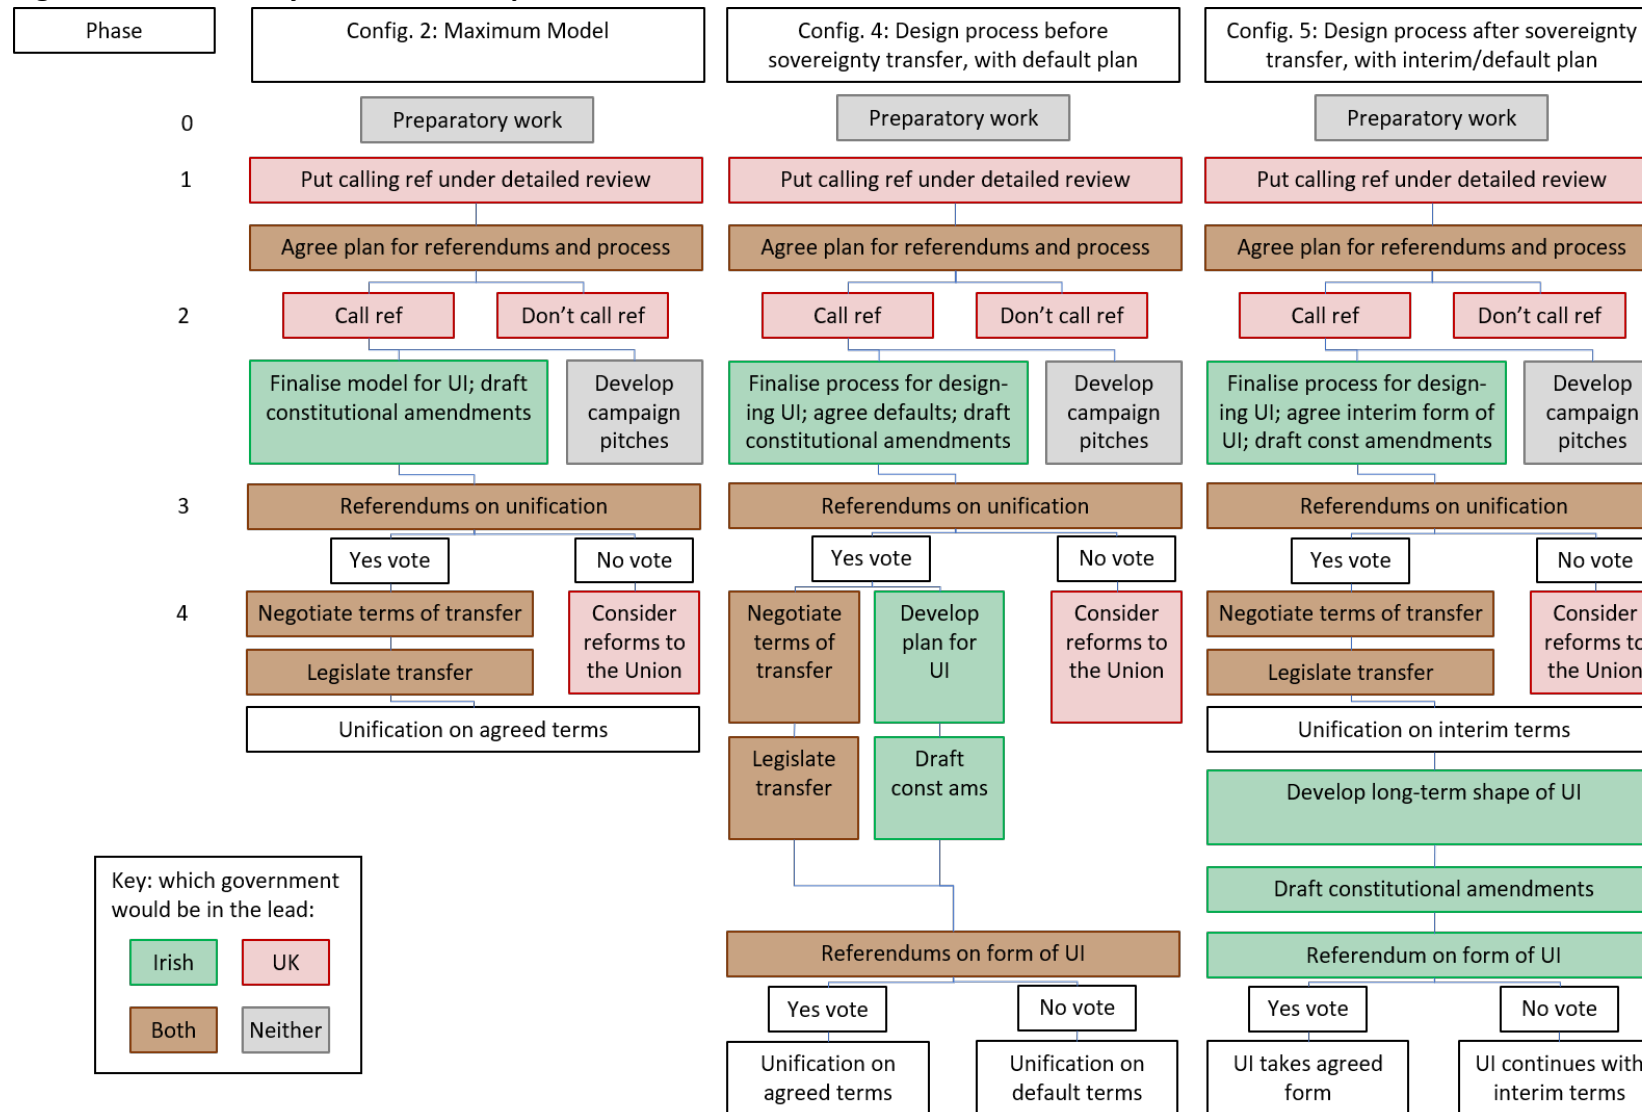 Phase
Config. 2: Maximum Model
Config. 4: Design process before
sovereignty transfer, with default plan
Config. 5: Design process after sovereignty
transfer, with interim/default plan
0
Preparatory work
Preparatory work
Preparatory work
1
Put calling ref under detailed review
Put calling ref under detailed review
Put calling ref under detailed review
Agree plan for referendums and process
Agree plan for referendums and process
Agree plan for referendums and process
2
Call ref
Don't call ref
Call ref
Don't call ref
Call ref
Don't call ref
Finalise model for UI; draft
constitutional amendments
Develop
campaign
pitches
Finalise process for design-
ing UI; agree defaults; draft
constitutional amendments
Develop
campaign
pitches
Finalise process for design-
ing UI; agree interim form of
UI; draft const amendments
Develop
campaign
pitches
3
Referendums on unification
Referendums on unification
Referendums on unification
Yes vote
No vote
Yes vote
No vote
Yes vote
No vote
4
Negotiate terms of transfer
Legislate transfer
Consider
reforms to
the Union
Unification on agreed terms
Negotiate
terms of
transfer
Develop
plan for
UI
Consider
reforms to
the Union
Legislate
transfer
Draft
const ams
Negotiate terms of transfer
Legislate transfer
Consider
reforms to
the Union
Unification on interim terms
Develop long-term shape of UI
Draft constitutional amendments
Referendums on form of UI
Referendum on form of UI
Yes vote
No vote
Yes vote
No vote
Unification on
agreed terms
Unification on
default terms
UI takes agreed
form
UI continues with
interim terms
Key: which government
would be in the lead:
Irish
UK
Both
Neither